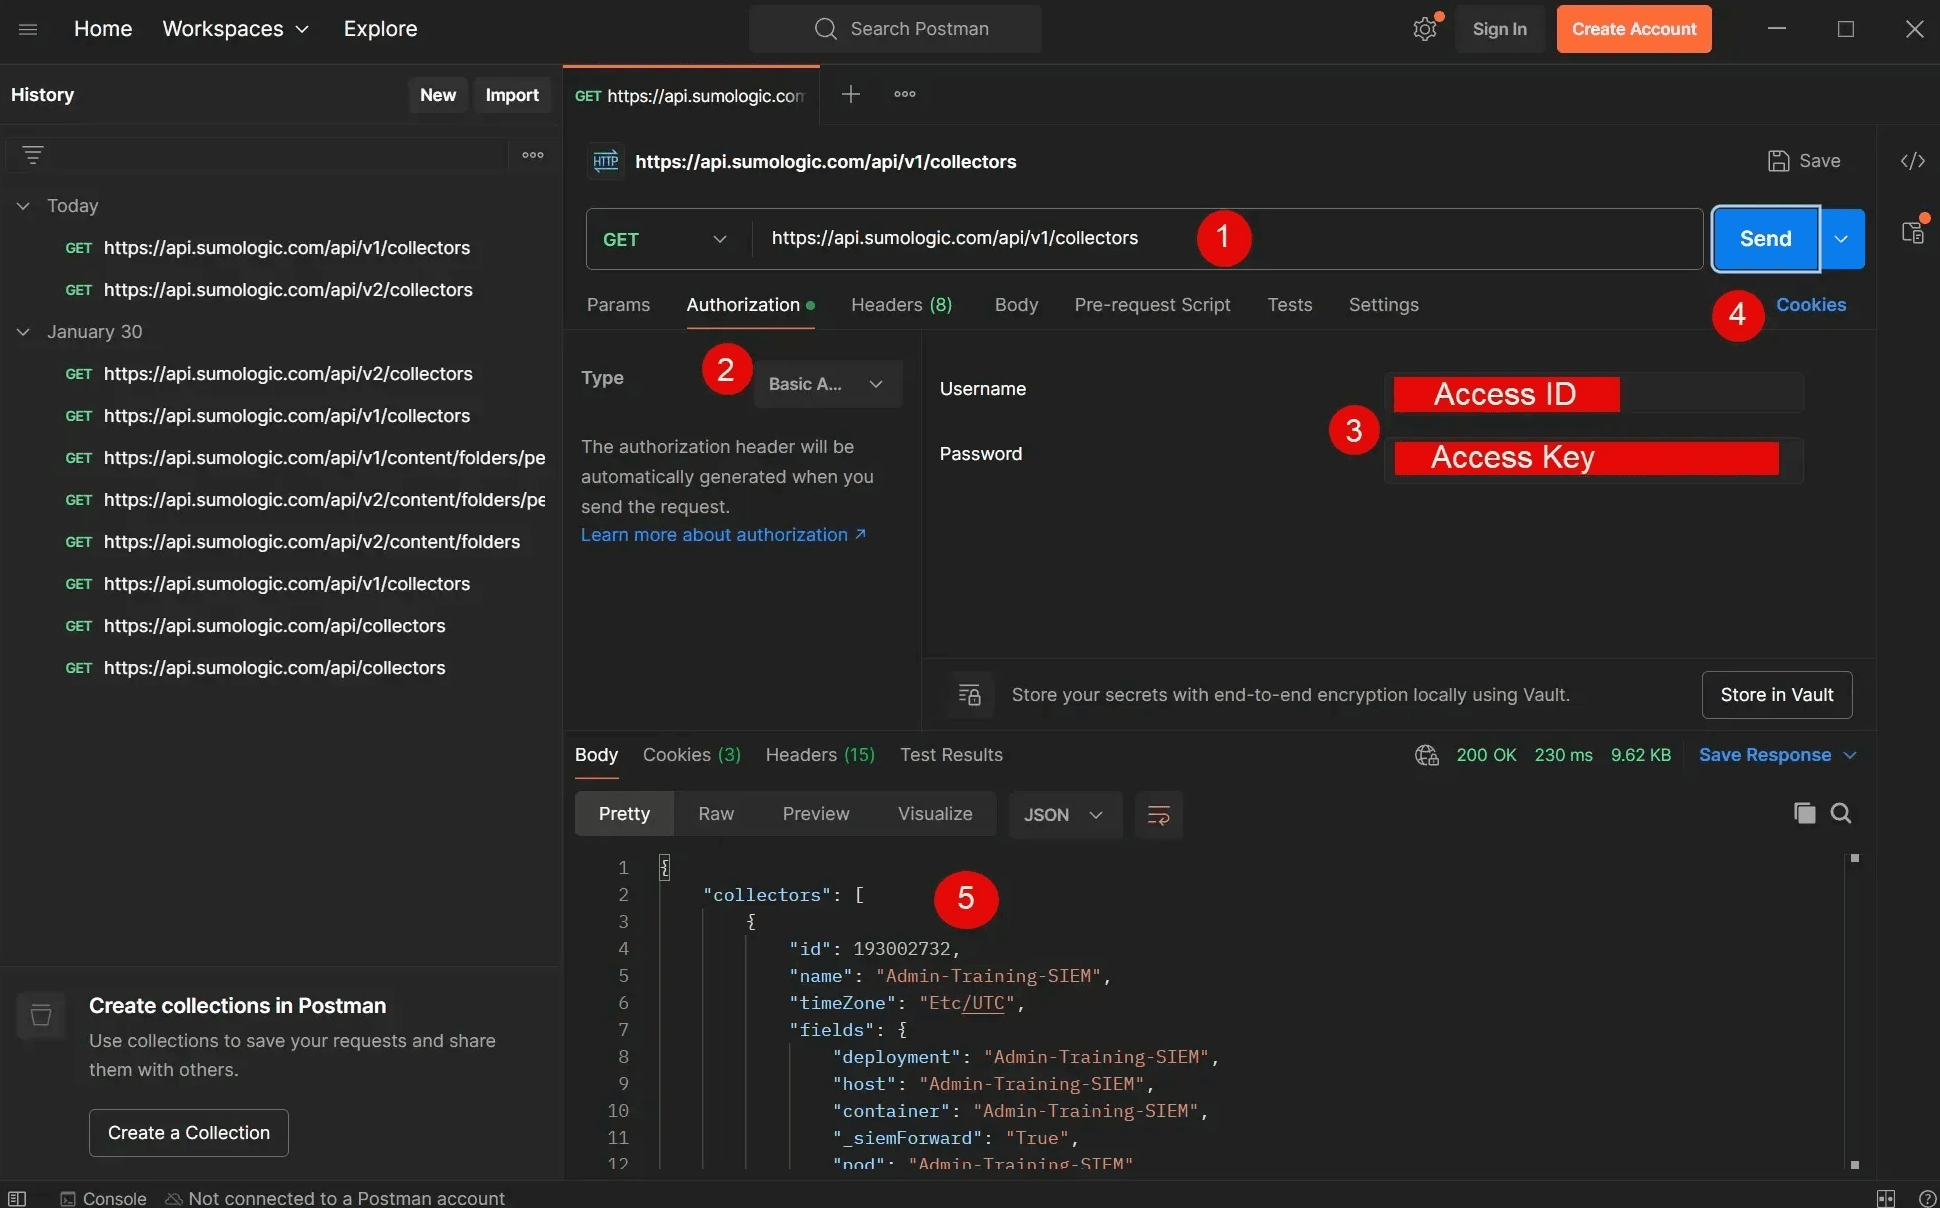 Home Workspaces Explore Search Postman Sign In Create Account
History New Import
GET https://api.sumologic.com
HTTP https://api.sumologic.com/api/v1/collectors Save
Today
GET https://api.sumologic.com/api/v1/collectors
GET https://api.sumologic.com/api/v2/collectors
January 30
GET https://api.sumologic.com/api/v2/collectors
GET https://api.sumologic.com/api/v1/collectors
GET https://api.sumologic.com/api/v1/content/folders/pe
GET https://api.sumologic.com/api/v2/content/folders/pe
GET https://api.sumologic.com/api/v2/content/folders
GET https://api.sumologic.com/api/v1/collectors
GET https://api.sumologic.com/api/collectors
GET https://api.sumologic.com/api/collectors
Create collections in Postman
Use collections to save your requests and share
them with others.
Create a Collection
GET https://api.sumologic.com/api/v1/collectors 1 Send
Params Authorization Headers (8) Body Pre-request Script Tests Settings 4 Cookies
Type 2 Basic A...
The authorization header will be
automatically generated when you
send the request.
Learn more about authorization ↗
Username Access ID
3
Password Access Key
Store your secrets with end-to-end encryption locally using Vault. Store in Vault
Body Cookies (3) Headers (15) Test Results 200 OK 230 ms 9.62 KB Save Response
Pretty Raw Preview Visualize JSON
1 {
2 "collectors": [ 5
3 {
4 "id": 193002732,
5 "name": "Admin-Training-SIEM",
6 "timeZone": "Etc/UTC",
7 "fields": {
8 "deployment": "Admin-Training-SIEM",
9 "host": "Admin-Training-SIEM",
10 "container": "Admin-Training-SIEM",
11 "_siemForward": "True",
12 "pod": "Admin-Training-SIEM"
Console Not connected to a Postman account